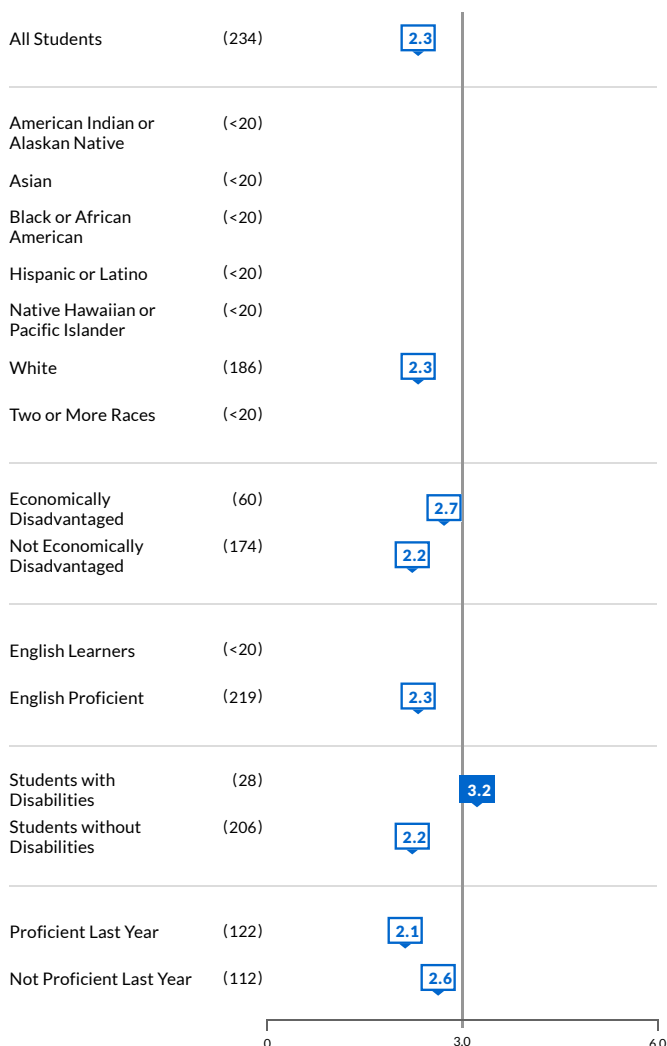 All Students (234) 2.3
American Indian or (<20)
Alaskan Native
Asian (<20)
Black or African (<20)
American
Hispanic or Latino (<20)
Native Hawaiian or (<20)
Pacific Islander
White (186) 2.3
Two or More Races (<20)
Economically (60) 2.7
Disadvantaged
Not Economically (174) 2.2
Disadvantaged
English Learners (<20)
English Proficient (219) 2.3
Students with (28) 3.2
Disabilities
Students without (206) 2.2
Disabilities
Proficient Last Year (122) 2.1
Not Proficient Last Year (112) 2.6
0 3.0 6.0